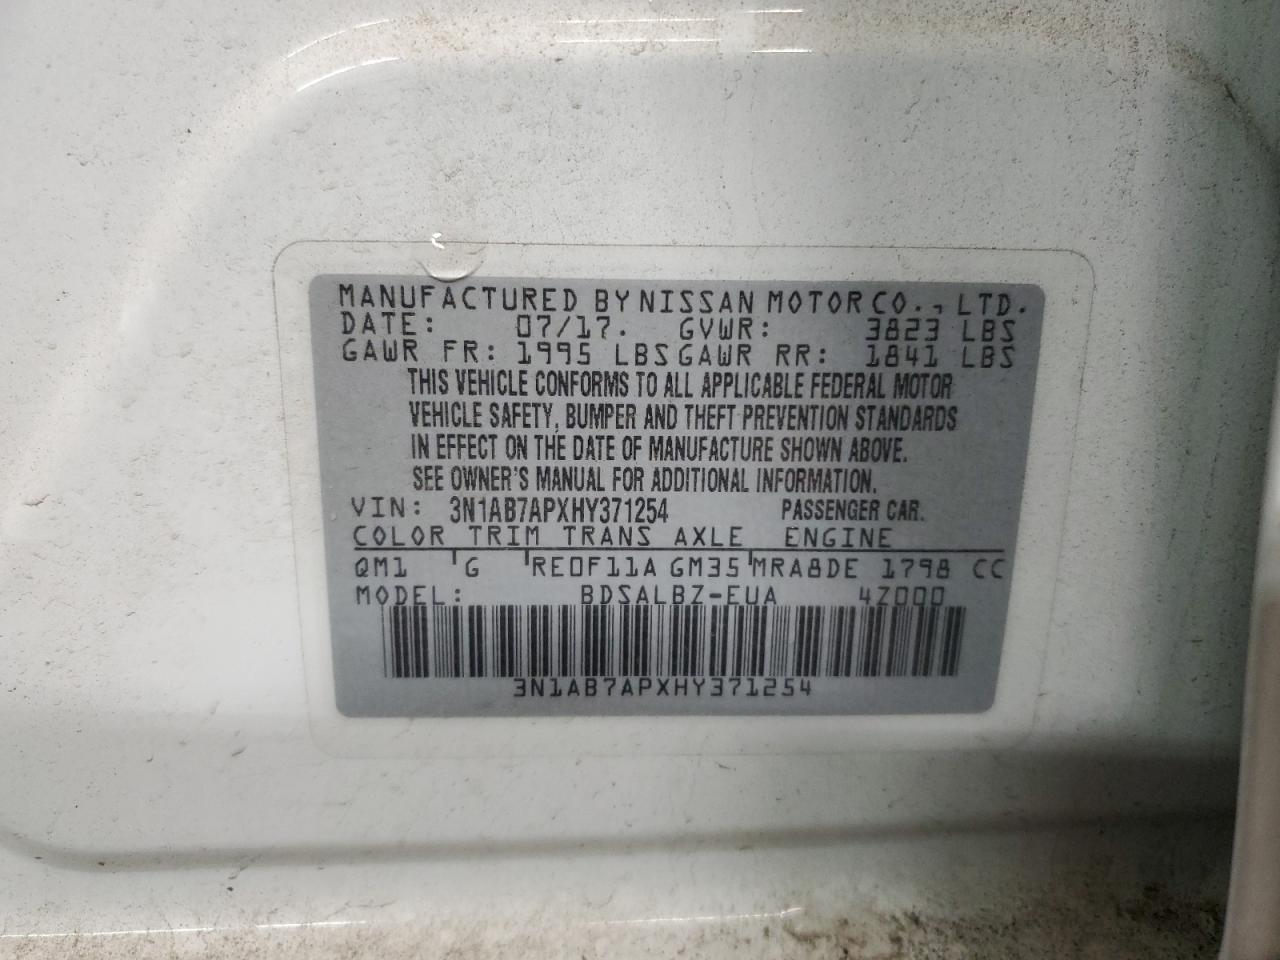 MANUFACTURED BY NISSAN MOTOR CO., LTD.
DATE: 07/17. GVWR: 3823 LBS
GAWR FR: 1995 LBS GAWR RR: 1841 LBS
THIS VEHICLE CONFORMS TO ALL APPLICABLE FEDERAL MOTOR
VEHICLE SAFETY, BUMPER AND THEFT PREVENTION STANDARDS
IN EFFECT ON THE DATE OF MANUFACTURE SHOWN ABOVE.
SEE OWNER'S MANUAL FOR ADDITIONAL INFORMATION.
VIN: 3N1AB7APXHY371254 PASSENGER CAR.
COLOR TRIM TRANS AXLE ENGINE
QM1 G RE0F11A GM35 MRA8DE 1798 CC
MODEL: BDSALBZ-EUA 4Z000
3N1AB7APXHY371254